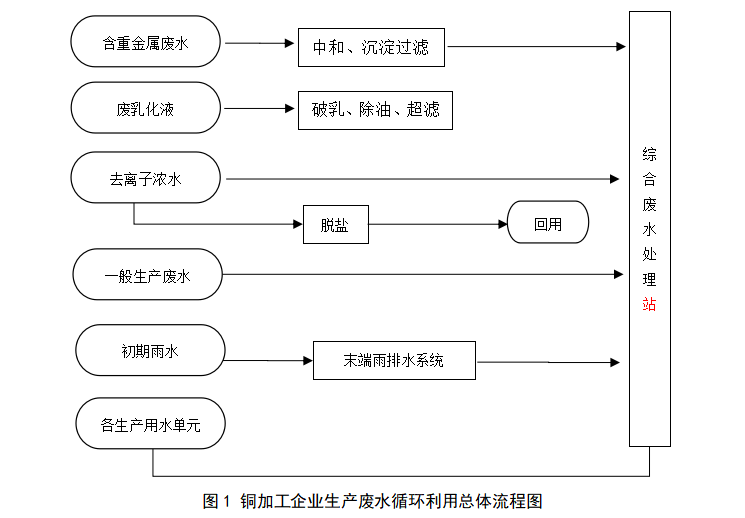 含重金属废水
中和、沉淀过滤
废乳化液
破乳、除油、超滤
去离子浓水
脱盐
回用
一般生产废水
初期雨水
末端雨排水系统
各生产用水单元
综
合
废
水
处
理
站
图1 铜加工企业生产废水循环利用总体流程图